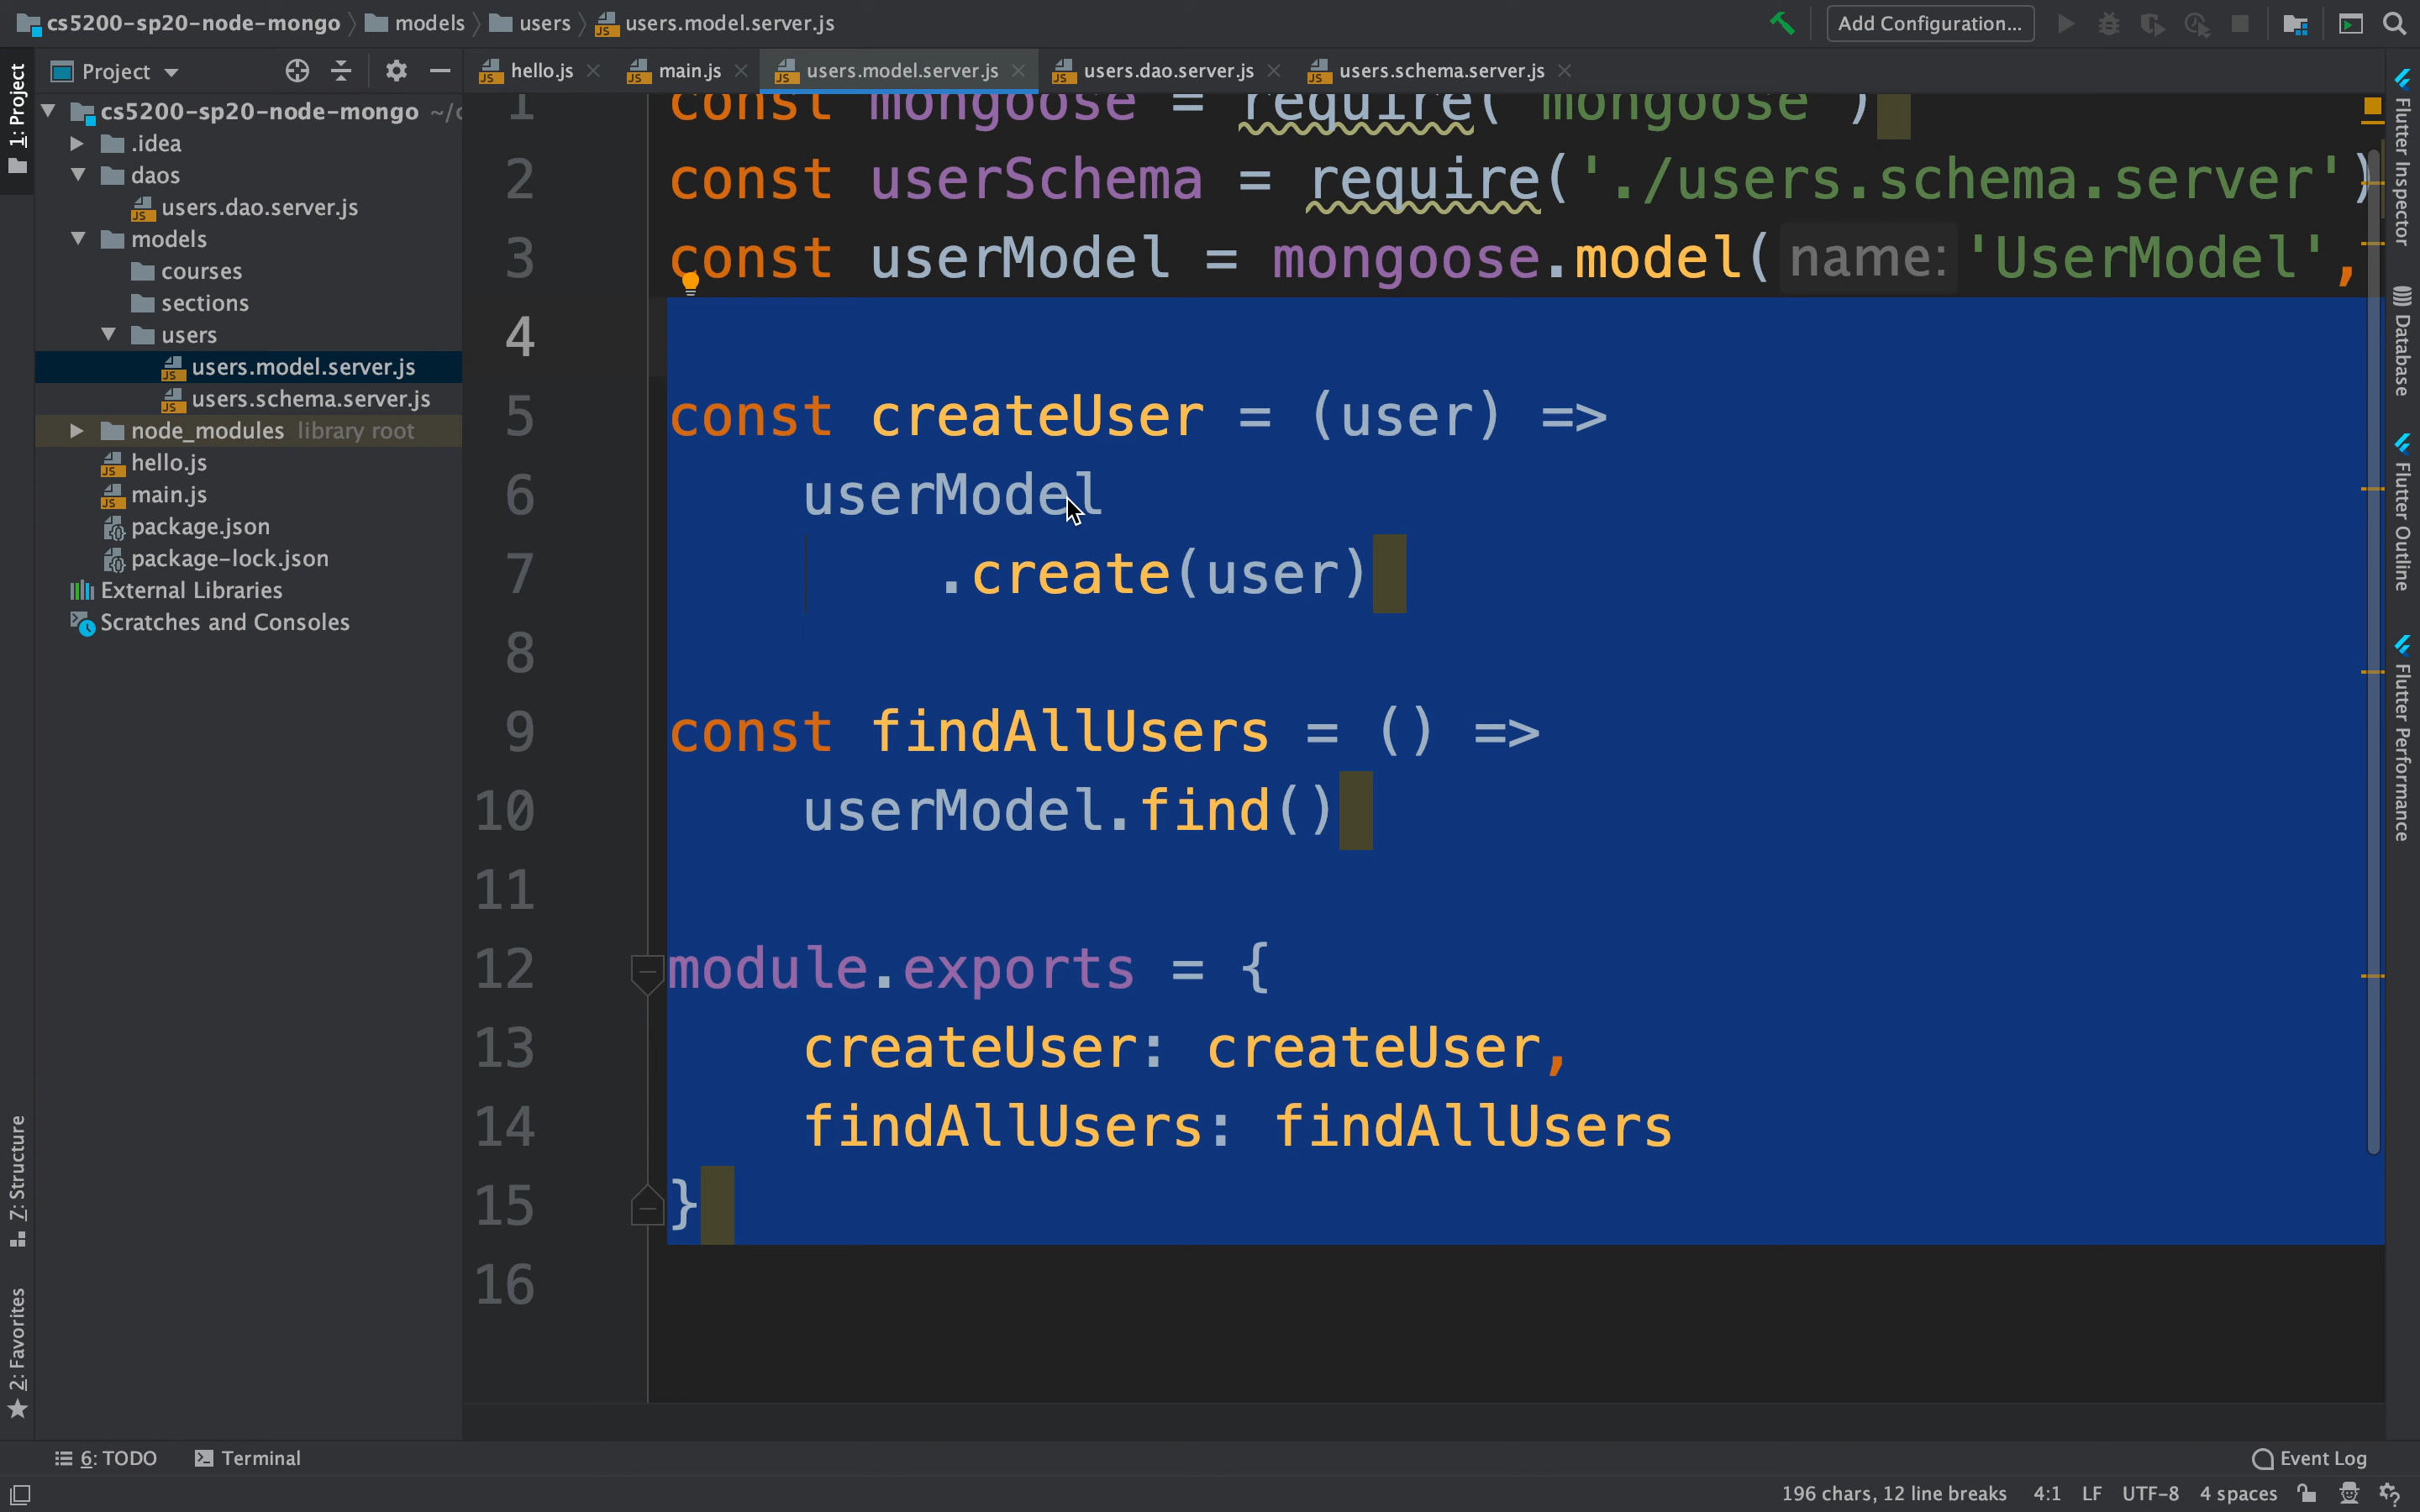 cs5200-sp20-node-mongo models users users.model.server.js Add Configuration...
1: Project
Project
hello.js main.js users.model.server.js users.dao.server.js users.schema.server.js
cs5200-sp20-node-mongo ~/c
.idea
daos
users.dao.server.js
models
courses
sections
users
users.model.server.js
users.schema.server.js
node_modules library root
hello.js
main.js
package.json
package-lock.json
External Libraries
Scratches and Consoles
1 const mongoose = require('mongoose')
2 const userSchema = require('./users.schema.server')
3 const userModel = mongoose.model( name: 'UserModel',
4
5 const createUser = (user) =>
6 userModel
7 .create(user)
8
9 const findAllUsers = () =>
10 userModel.find()
11
12 module.exports = {
13 createUser: createUser,
14 findAllUsers: findAllUsers
15 }
16
Flutter Inspector
Database
Flutter Outline
Flutter Performance
Z: Structure
2: Favorites
6: TODO Terminal Event Log
196 chars, 12 line breaks 4:1 LF UTF-8 4 spaces